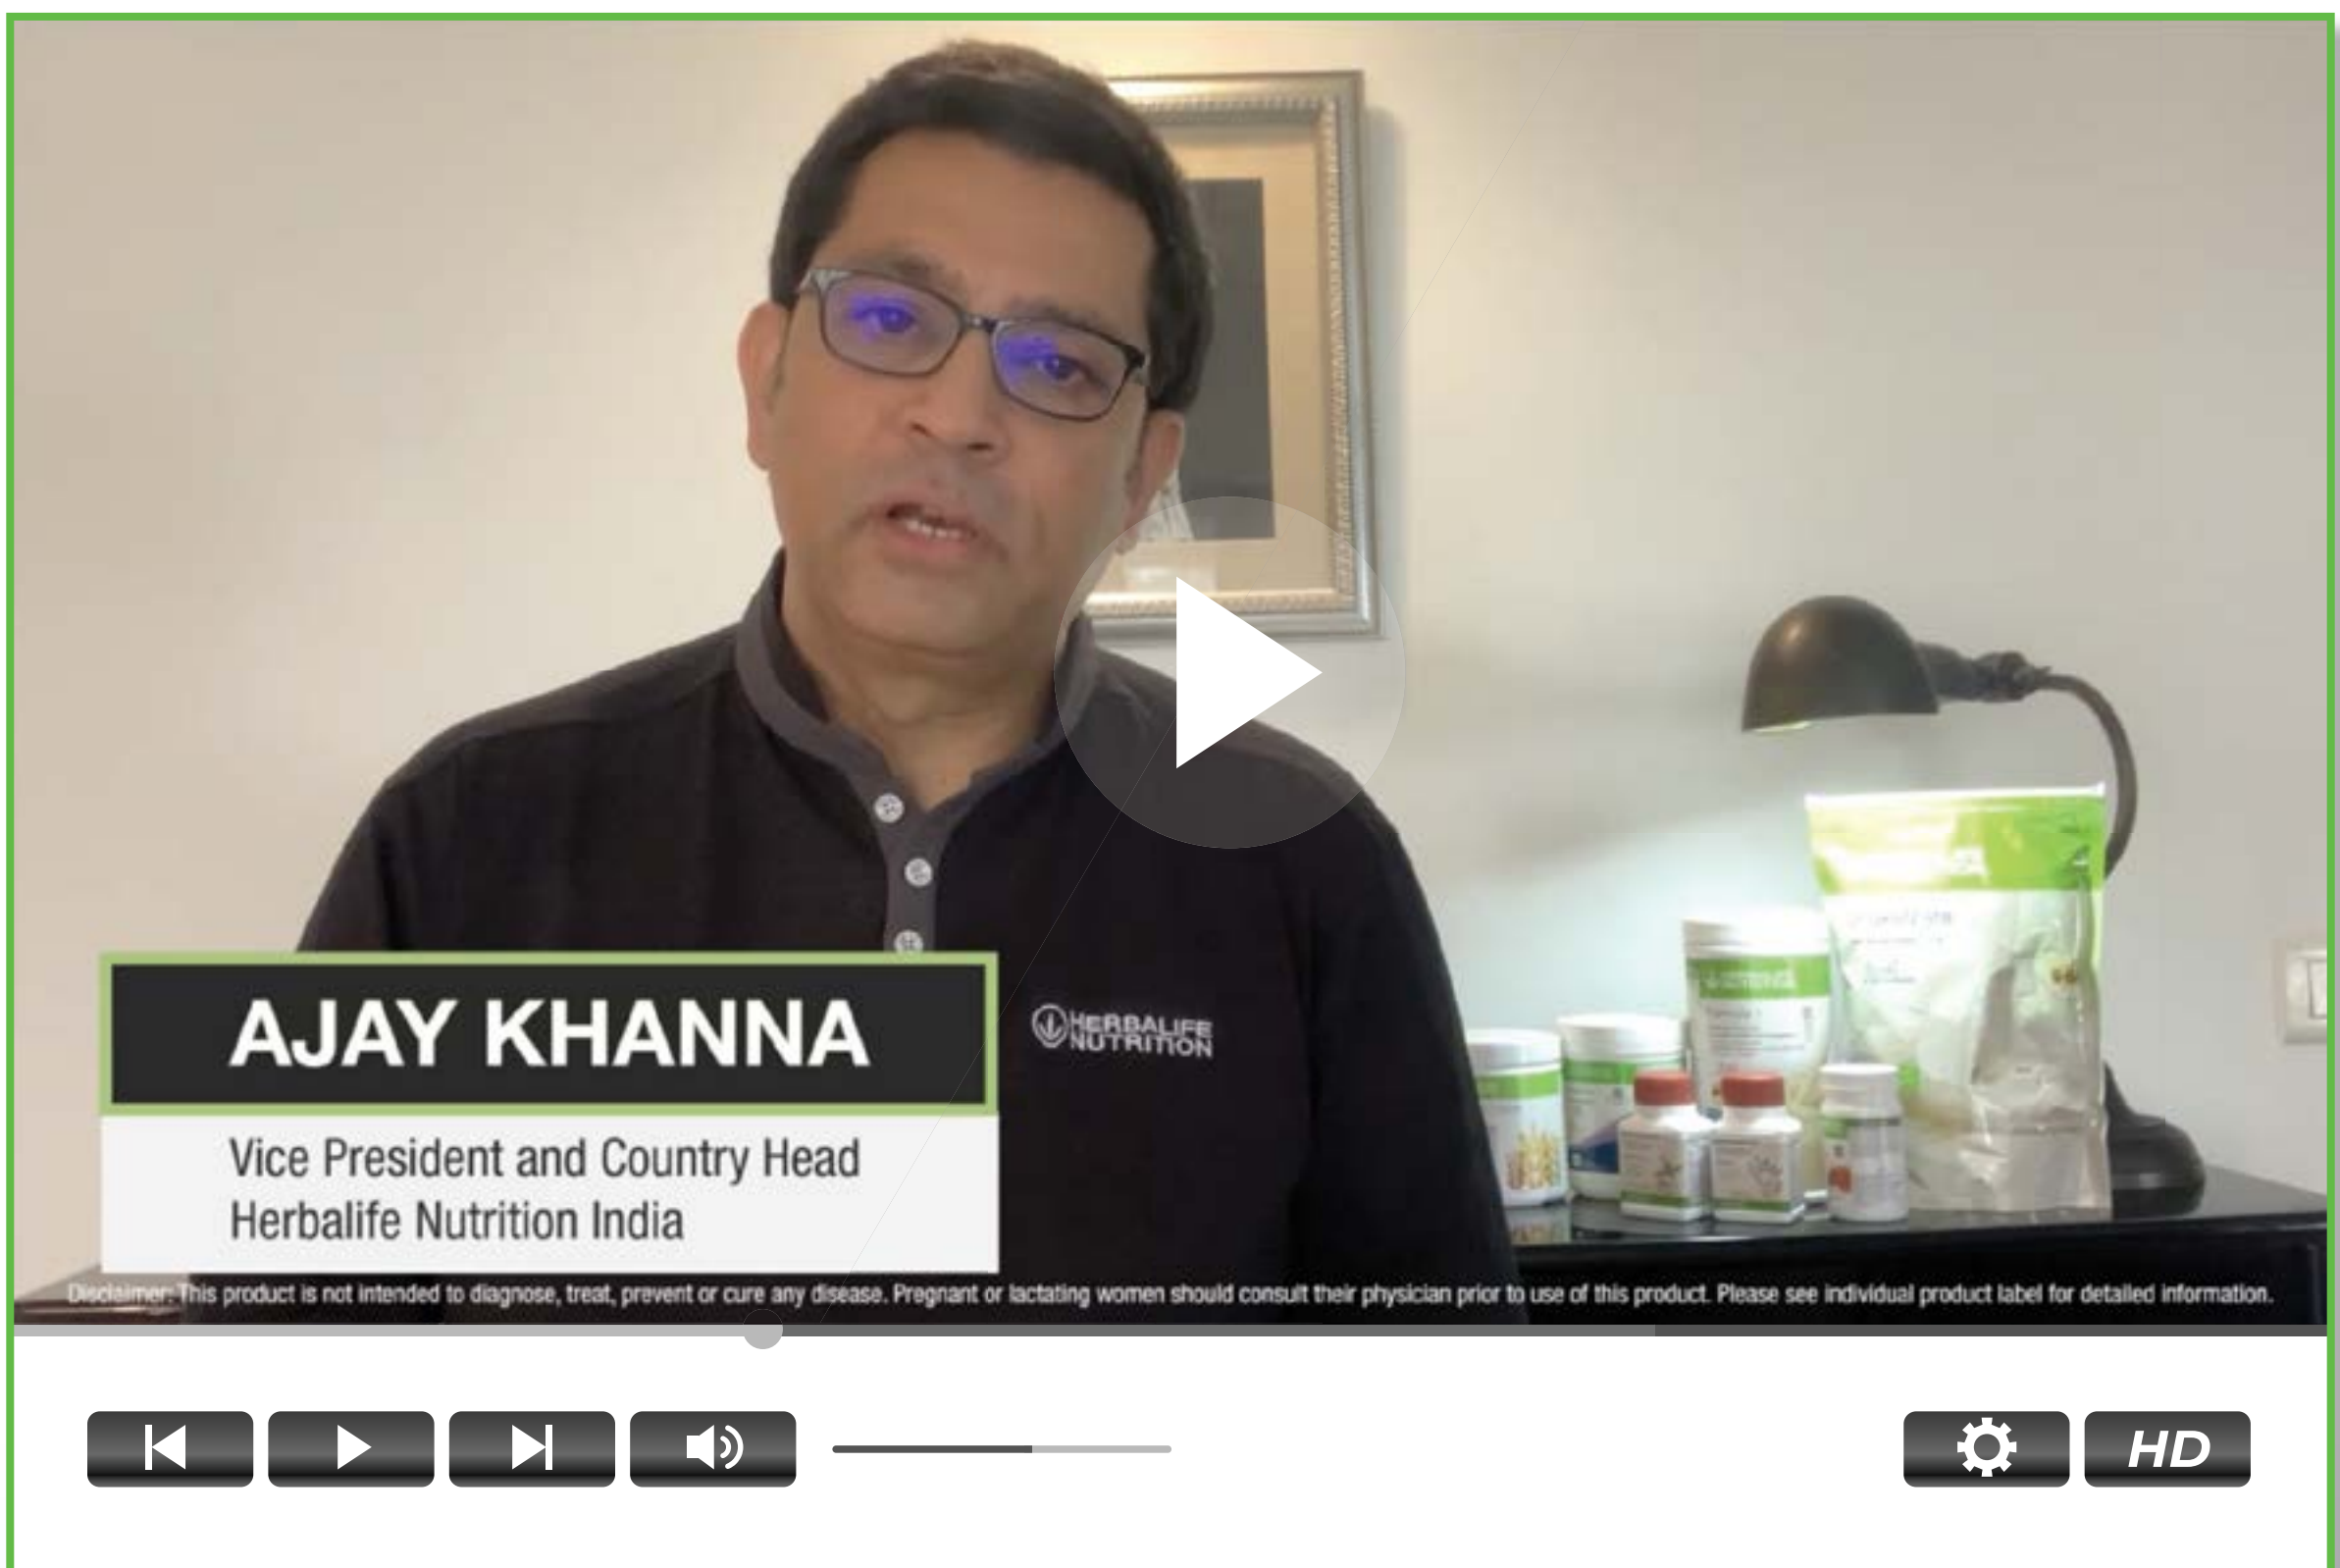 HERBALIFE
NUTRITION
AJAY KHANNA
Vice President and Country Head
Herbalife Nutrition India
Disclaimer: This product is not intended to diagnose, treat, prevent or cure any disease. Pregnant or lactating women should consult their physician prior to use of this product. Please see individual product label for detailed information.
HD